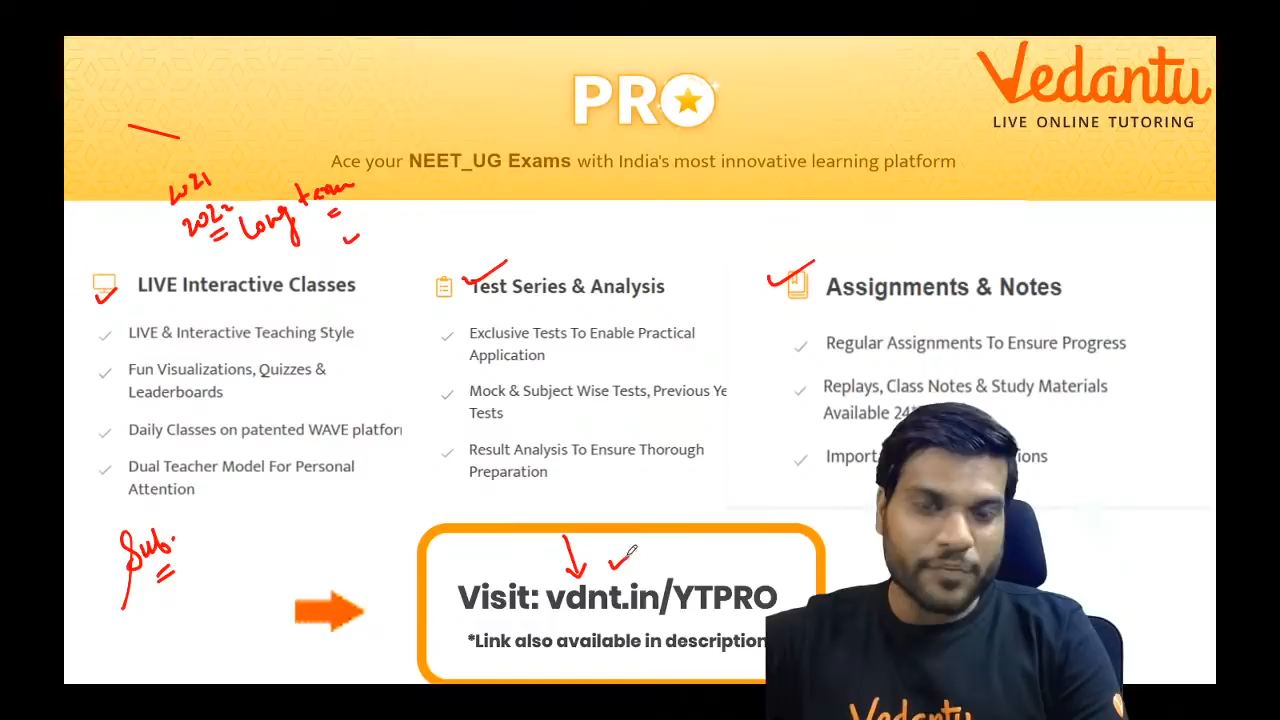 PRO
Vedantu
LIVE ONLINE TUTORING
Ace your NEET_UG Exams with India's most innovative learning platform
2021
2022 Long term
LIVE Interactive Classes
LIVE & Interactive Teaching Style
Fun Visualizations, Quizzes &
Leaderboards
Daily Classes on patented WAVE platfor
Dual Teacher Model For Personal
Attention
Test Series & Analysis
Exclusive Tests To Enable Practical
Application
Mock & Subject Wise Tests, Previous Ye
Tests
Result Analysis To Ensure Thorough
Preparation
Assignments & Notes
Regular Assignments To Ensure Progress
Replays, Class Notes & Study Materials
Available 24*
Sub.
Visit: vdnt.in/YTPRO
*Link also available in description
Vedantu